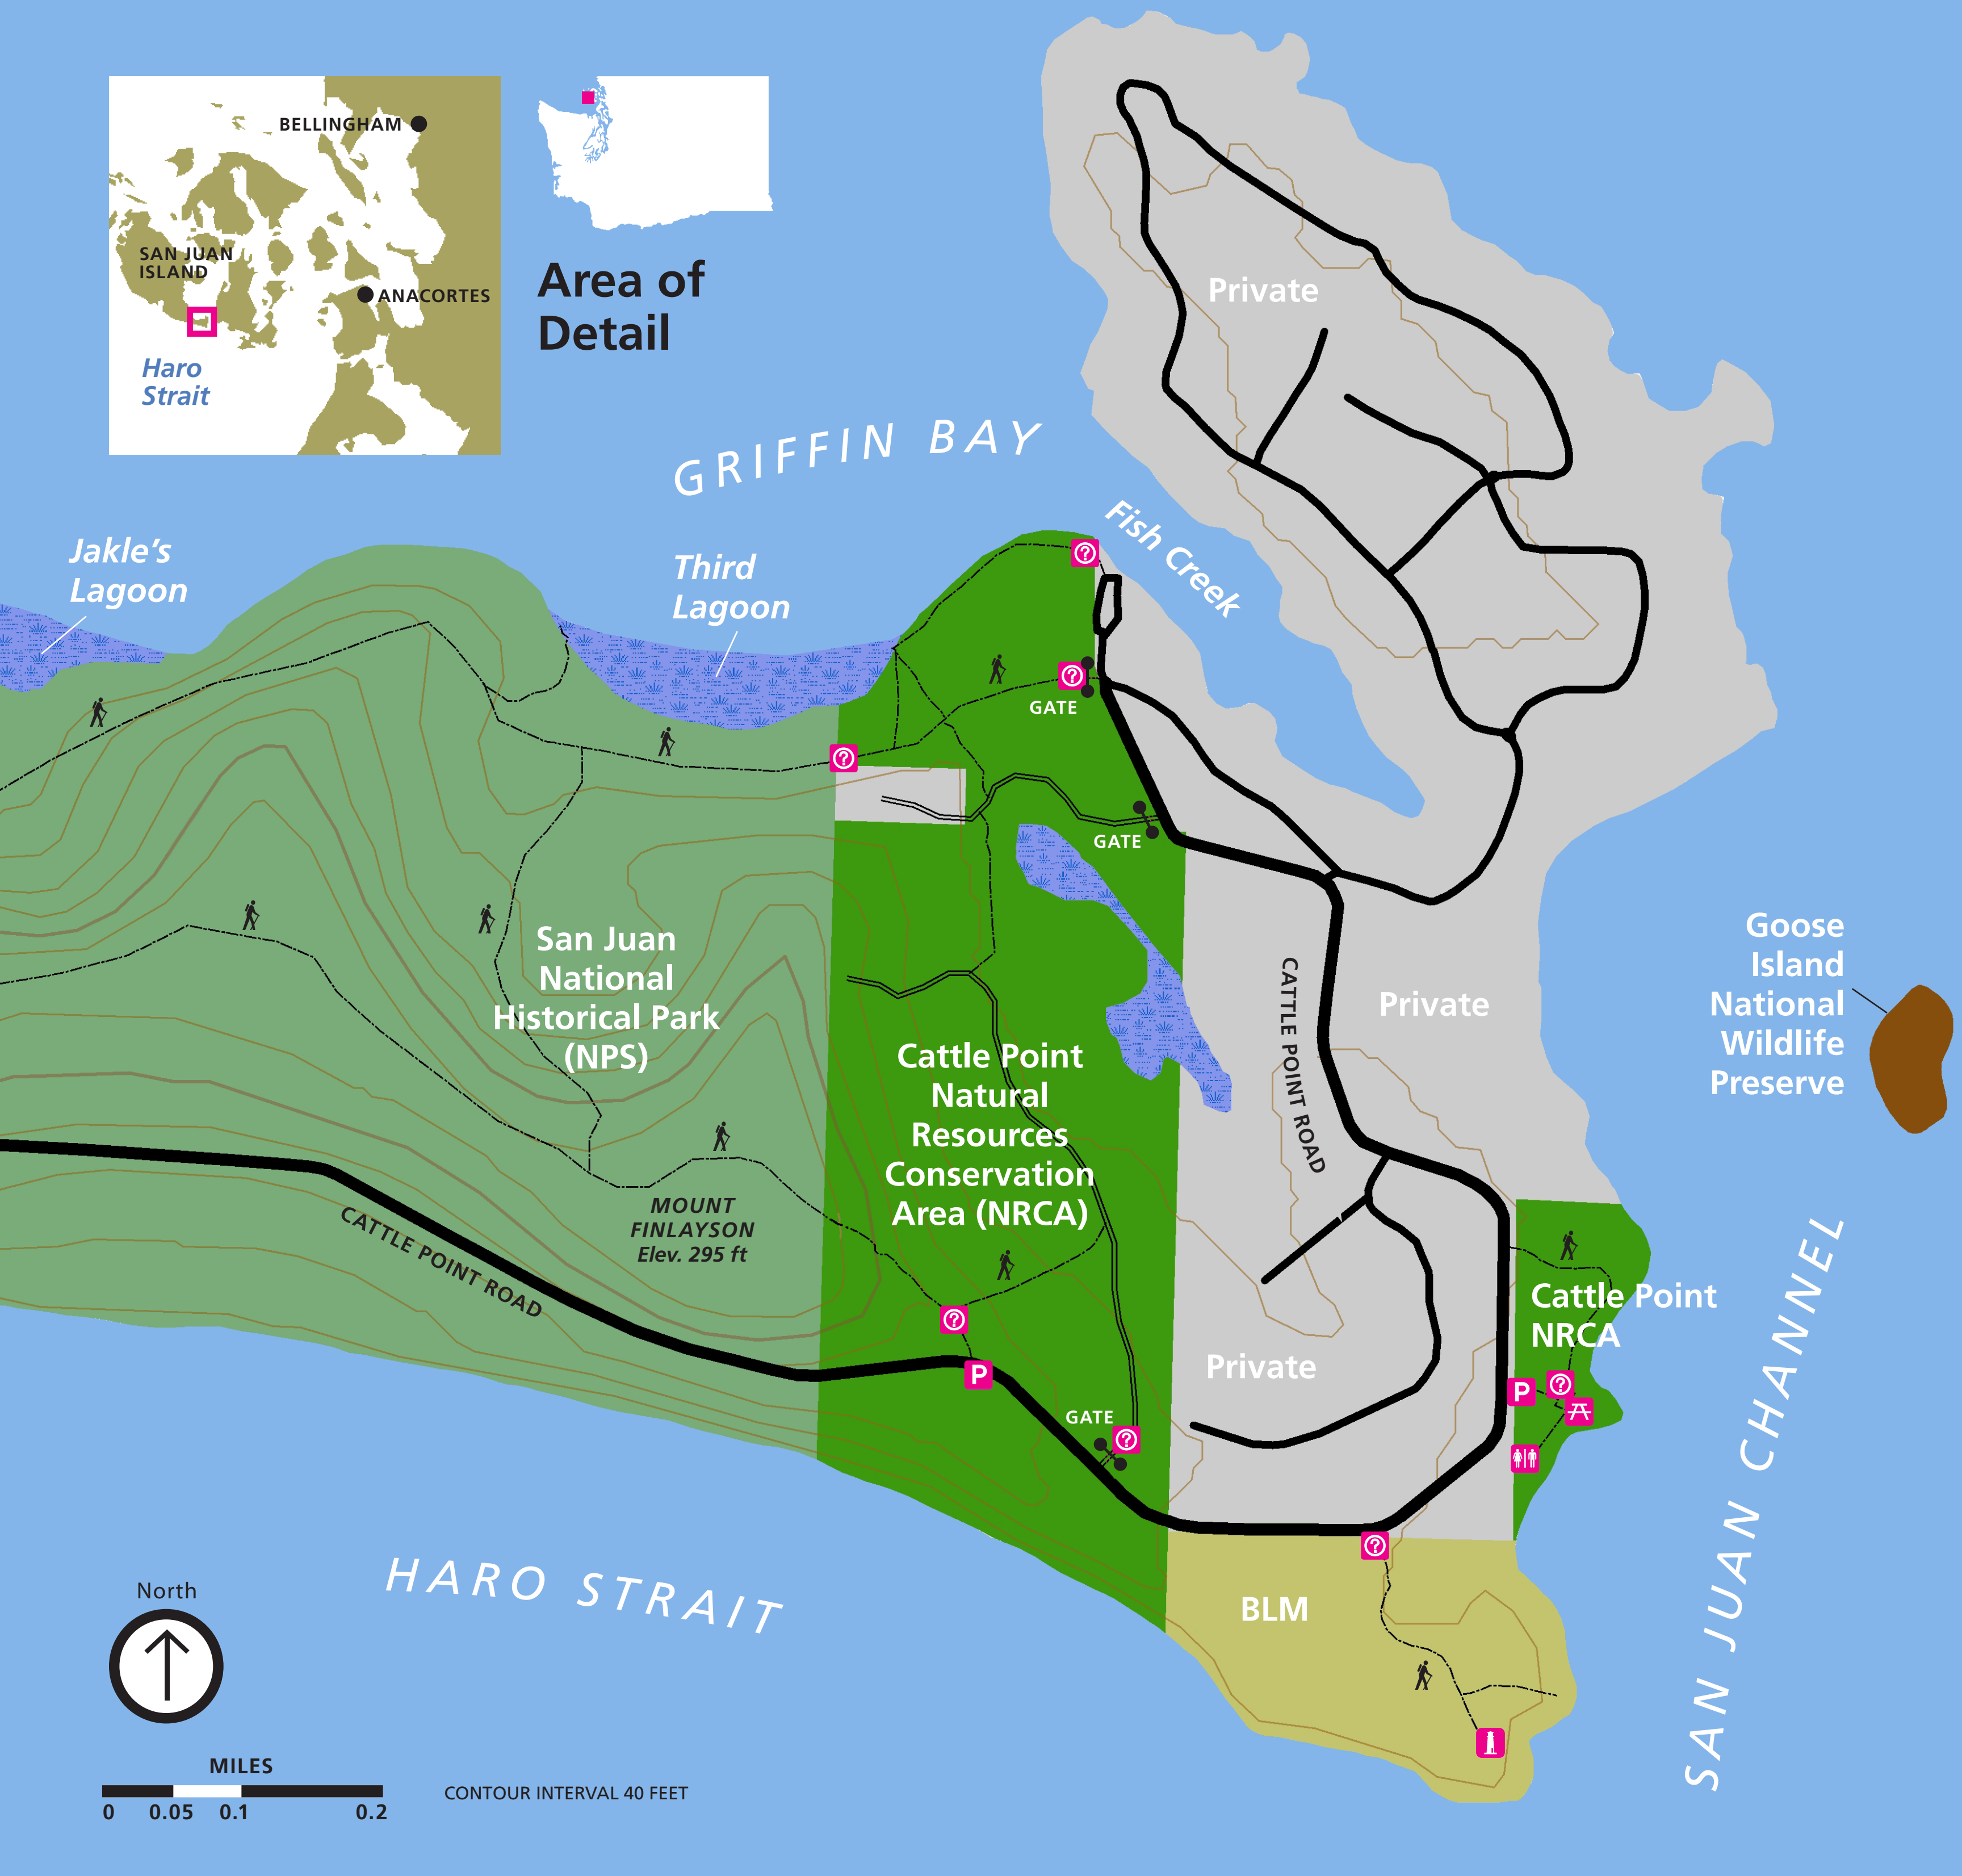 BELLINGHAM
SAN JUAN
ISLAND
ANACORTES
Haro
Strait
Area of
Detail
Private
GRIFFIN BAY
Fish Creek
Jakle’s
Lagoon
Third
Lagoon
?
?
GATE
?
GATE
San Juan
National
Historical Park
(NPS)
Cattle Point
Natural
Resources
Conservation
Area (NRCA)
CATTLE POINT ROAD
Private
Goose
Island
National
Wildlife
Preserve
MOUNT
FINLAYSON
Elev. 295 ft
CATTLE POINT ROAD
?
P
Private
Cattle Point
NRCA
P
?
GATE
?
SAN JUAN CHANNEL
HARO STRAIT
?
BLM
North
MILES
0 0.05 0.1 0.2
CONTOUR INTERVAL 40 FEET